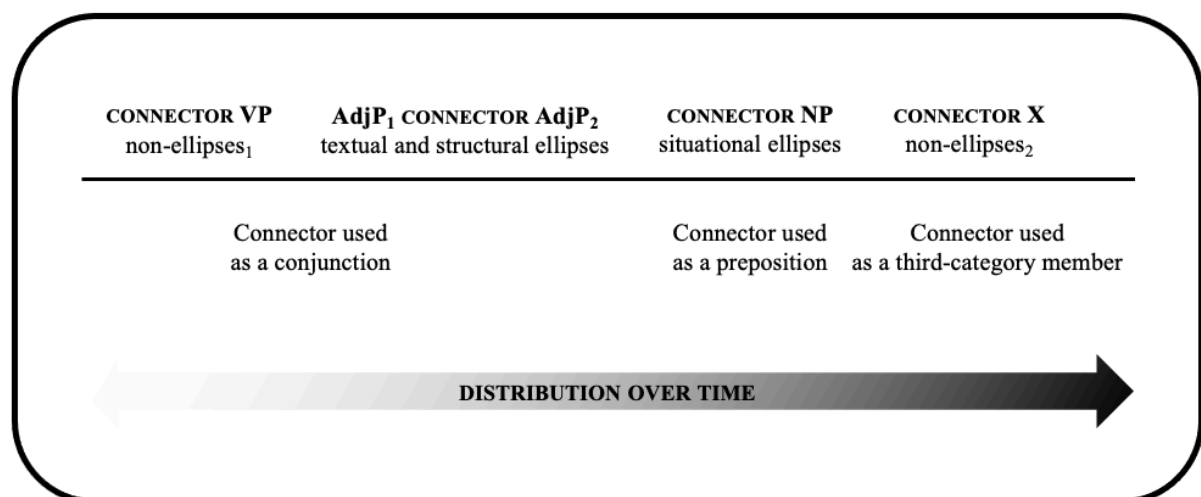 CONNECTOR VP AdjP₁ CONNECTOR AdjP₂ CONNECTOR NP CONNECTOR X
non-ellipses₁ textual and structural ellipses situational ellipses non-ellipses₂
Connector used Connector used Connector used
as a conjunction as a preposition as a third-category member
DISTRIBUTION OVER TIME